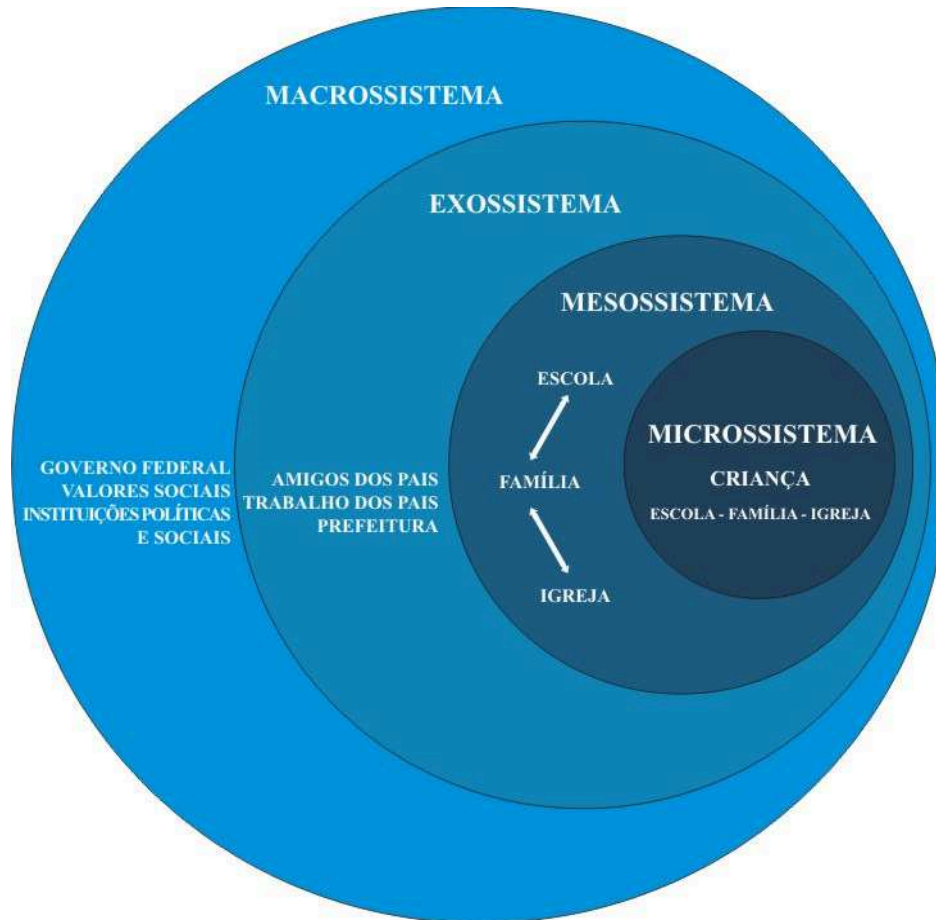 MACROSSISTEMA
EXOSSISTEMA
MESOSSISTEMA
ESCOLA
FAMÍLIA
IGREJA
MICROSSISTEMA
CRIANÇA
ESCOLA - FAMÍLIA - IGREJA
AMIGOS DOS PAIS
TRABALHO DOS PAIS
PREFEITURA
GOVERNO FEDERAL
VALORES SOCIAIS
INSTITUIÇÕES POLÍTICAS
E SOCIAIS